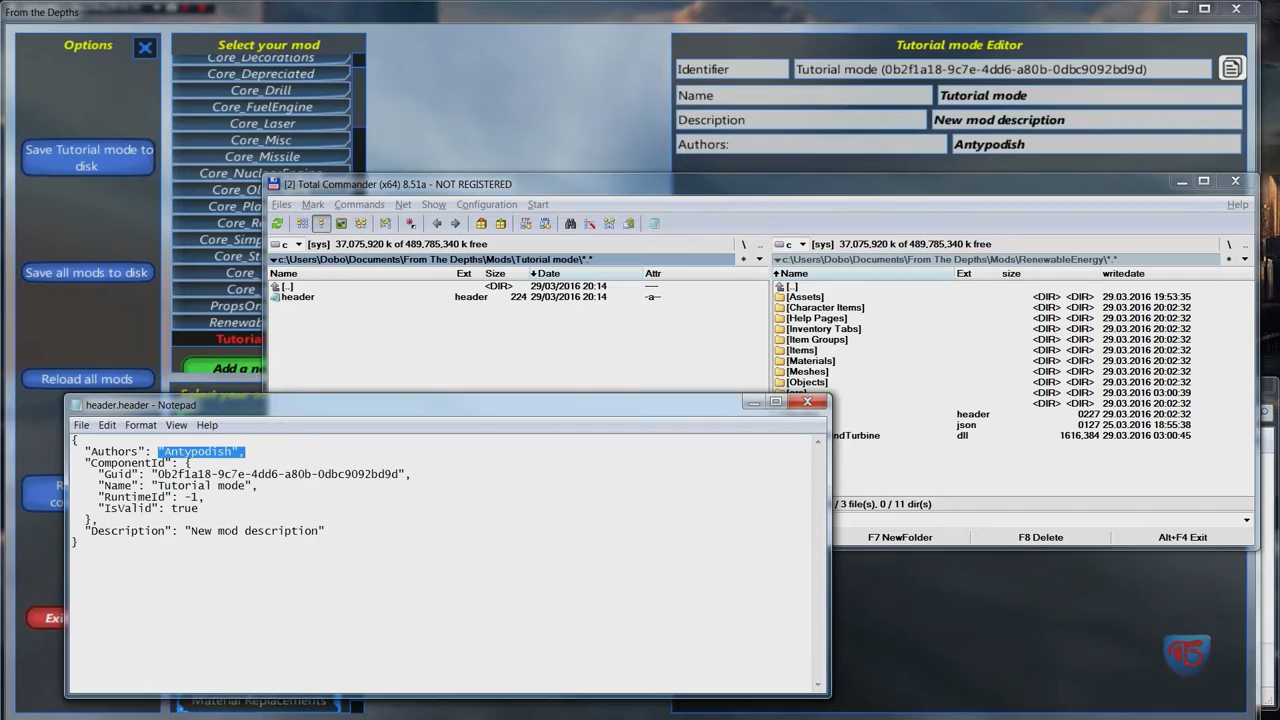 From the Depths
Options
Save Tutorial mode to
disk
Save all mods to disk
Reload all mods
Select your mod
Core_Decorations
Core_Depreciated
Core_Drill
Core_FuelEngine
Core_Laser
Core_Misc
Core_Missile
Tutorial mode Editor
Identifier
Tutorial mode (0b2f1a18-9c7e-4dd6-a80b-0dbc9092bd9d)
Name
Tutorial mode
Description
New mod description
Authors:
Antypodish
[2] Total Commander (x64) 8.51a - NOT REGISTERED
Files Mark Commands Net Show Configuration Start Help
c [sys] 37,075,920 k of 489,785,340 k free \ ..
c:\Users\Dobo\Documents\From The Depths\Mods\Tutorial mode\*.* * 
Name Ext Size Date Attr
[..] <DIR> 29/03/2016 20:14 ----
header header 224 29/03/2016 20:14 -a--
c [sys] 37,075,920 k of 489,785,340 k free \ ..
c:\Users\Dobo\Documents\From The Depths\Mods\RenewableEnergy\*.* *
Name Ext size writedate
[..]
[Assets] <DIR> <DIR> 29.03.2016 19:53:35
[Character Items] <DIR> <DIR> 29.03.2016 20:02:32
[Help Pages] <DIR> <DIR> 29.03.2016 20:02:32
[Inventory Tabs] <DIR> <DIR> 29.03.2016 20:02:32
[Item Groups] <DIR> <DIR> 29.03.2016 20:02:32
[Items] <DIR> <DIR> 29.03.2016 20:02:32
[Materials] <DIR> <DIR> 29.03.2016 20:02:32
[Meshes] <DIR> <DIR> 29.03.2016 20:02:32
[Objects] <DIR> <DIR> 29.03.2016 20:02:32
<DIR> <DIR> 29.03.2016 03:00:39
<DIR> <DIR> 29.03.2016 20:02:32
header 0227 29.03.2016 20:02:32
json 0127 25.03.2016 18:55:38
ndTurbine dll 1616,384 29.03.2016 03:00:45
/ 3 file(s), 0 / 11 dir(s)
F7 NewFolder F8 Delete Alt+F4 Exit
header.header - Notepad
File Edit Format View Help
{
"Authors": "Antypodish",
"ComponentId": {
"Guid": "0b2f1a18-9c7e-4dd6-a80b-0dbc9092bd9d",
"Name": "Tutorial mode",
"RuntimeId": -1,
"IsValid": true
},
"Description": "New mod description"
}
Material Replacements